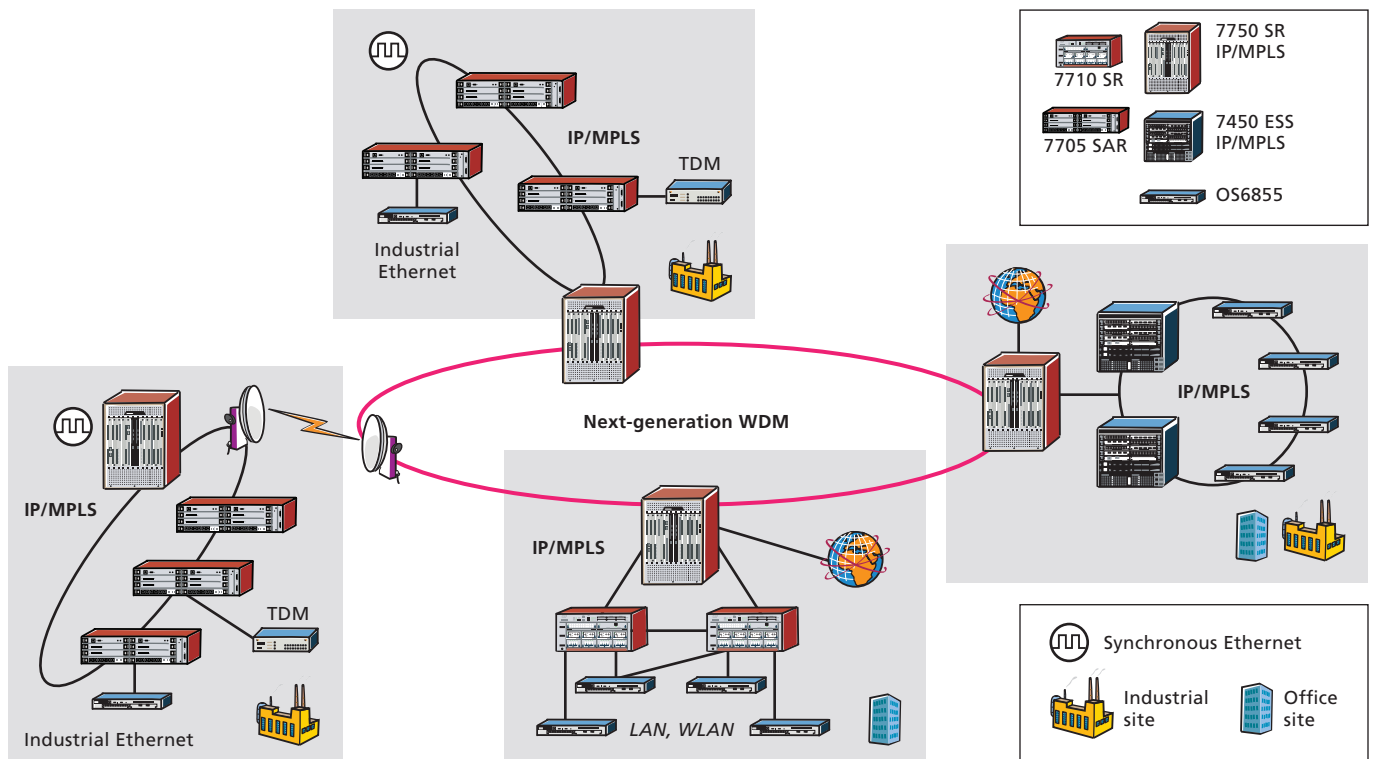 IP/MPLS
TDM
Industrial
Ethernet
7710 SR
7750 SR
IP/MPLS
7705 SAR
7450 ESS
IP/MPLS
OS6855
Next-generation WDM
IP/MPLS
IP/MPLS
TDM
Industrial Ethernet
IP/MPLS
LAN, WLAN
Synchronous Ethernet
Industrial
site
Office
site